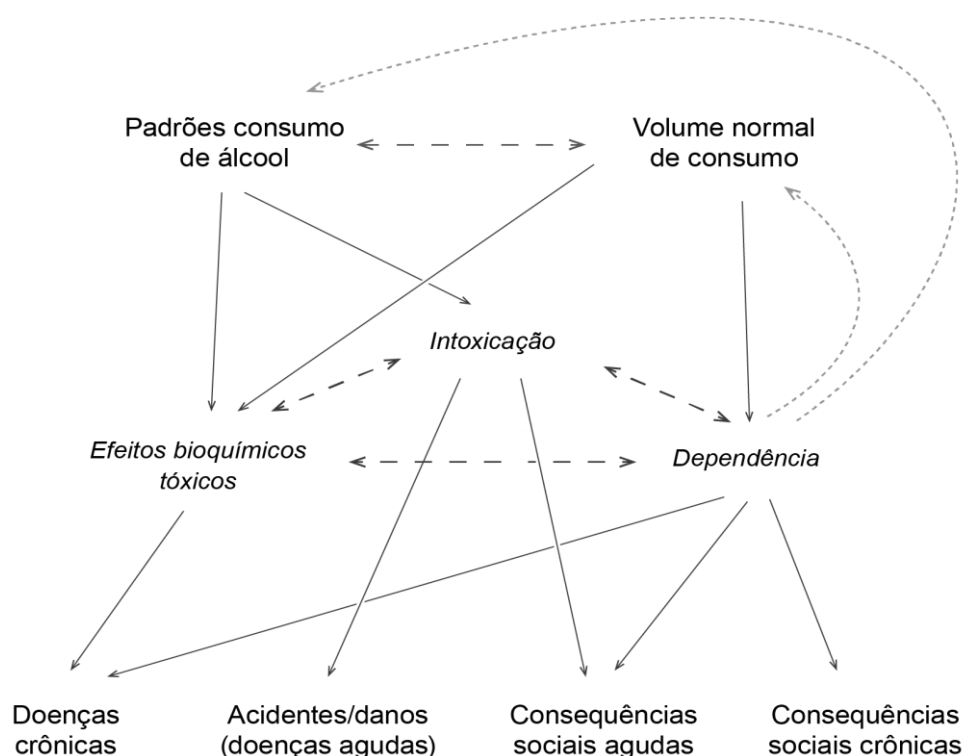 Padrões consumo
de álcool
Volume normal
de consumo
Intoxicação
Efeitos bioquímicos
tóxicos
Dependência
Doenças
crônicas
Acidentes/danos
(doenças agudas)
Consequências
sociais agudas
Consequências
sociais crônicas